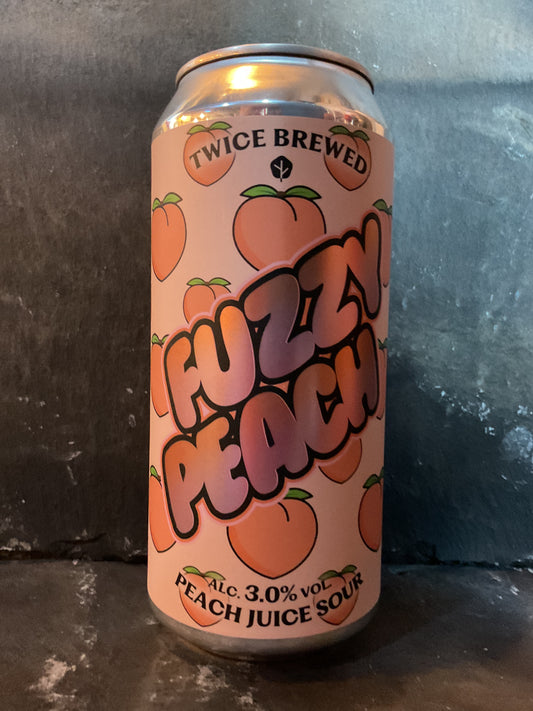 TWICE BREWED
FUZZY
PEACH
ALC. 3.0% VOL
PEACH JUICE SOUR